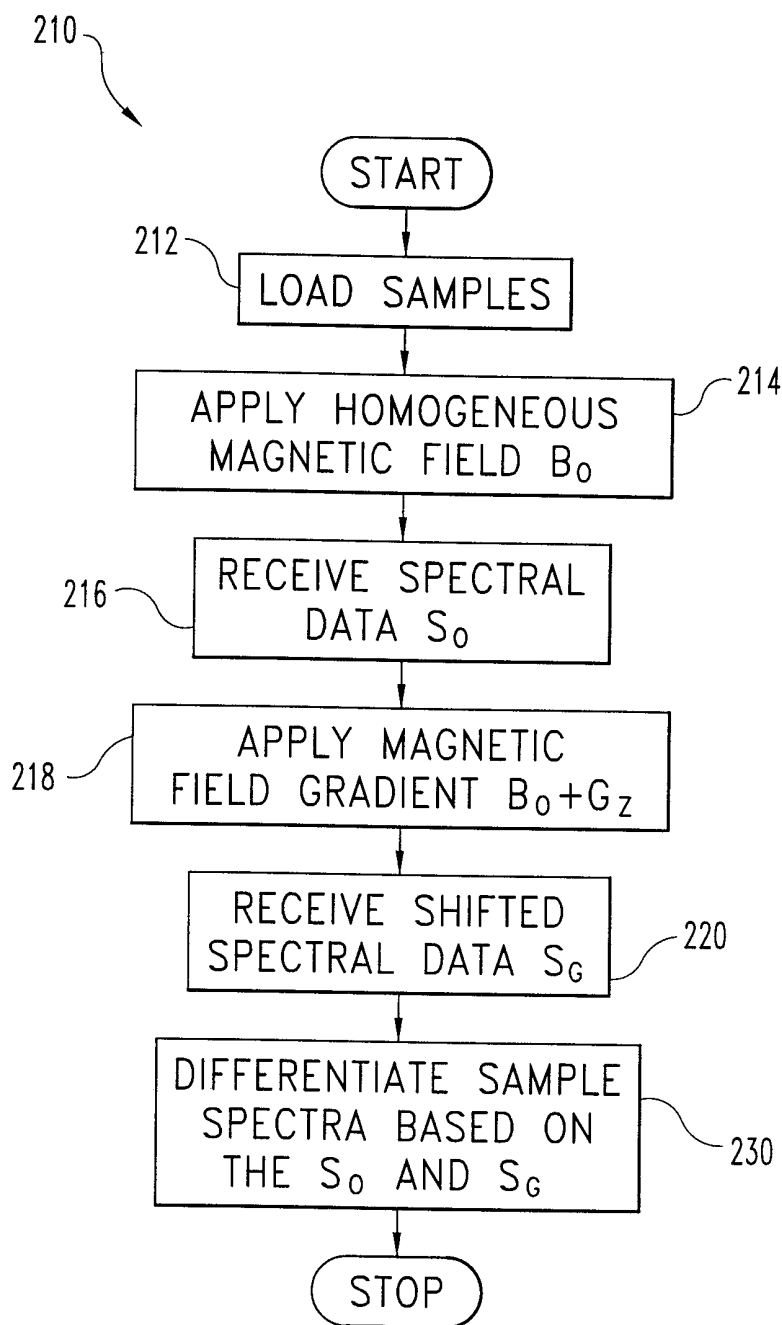 210
START
212
LOAD SAMPLES
214
APPLY HOMOGENEOUS
MAGNETIC FIELD B₀
216
RECEIVE SPECTRAL
DATA S₀
218
APPLY MAGNETIC
FIELD GRADIENT B₀+G_Z
RECEIVE SHIFTED
SPECTRAL DATA S_G
220
DIFFERENTIATE SAMPLE
SPECTRA BASED ON
THE S₀ AND S_G
230
STOP